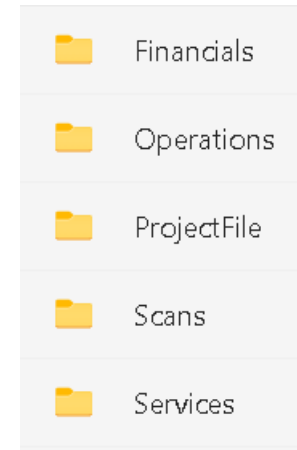 Financials
Operations
ProjectFile
Scans
Services